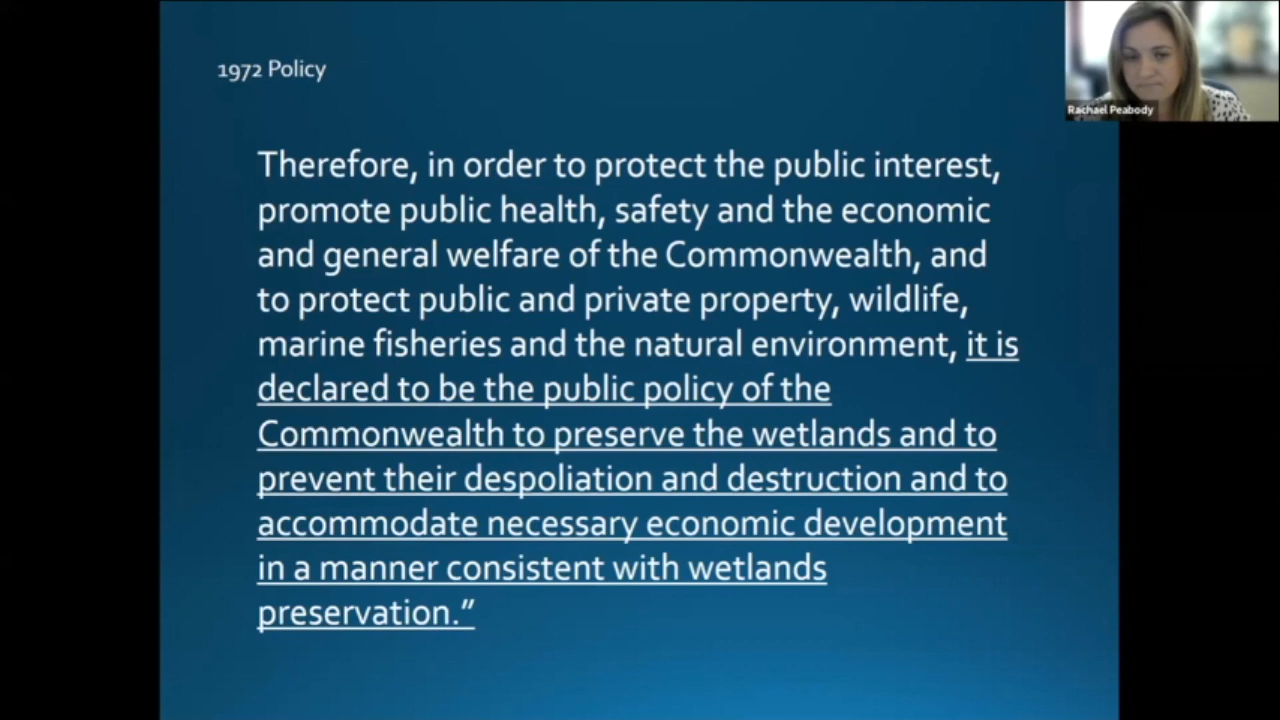 1972 Policy
Rachael Peabody
Therefore, in order to protect the public interest,
promote public health, safety and the economic
and general welfare of the Commonwealth, and
to protect public and private property, wildlife,
marine fisheries and the natural environment, it is
declared to be the public policy of the
Commonwealth to preserve the wetlands and to
prevent their despoliation and destruction and to
accommodate necessary economic development
in a manner consistent with wetlands
preservation.”